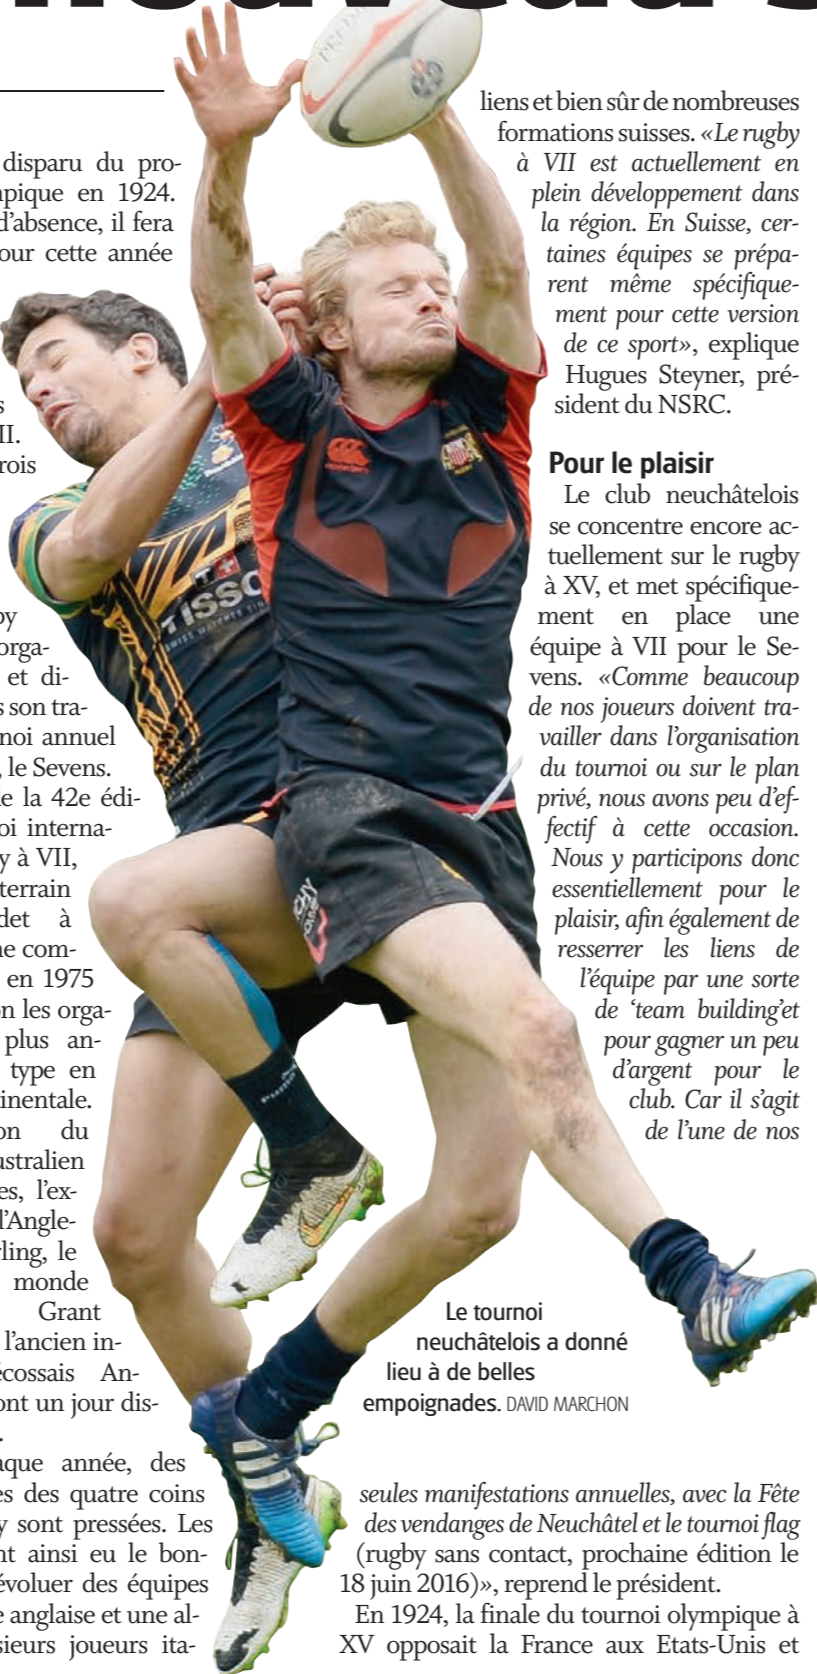 nouveau s
disparu du pro-
mpique en 1924.
d'absence, il fera
our cette année
s
II.
rois
by
orga-
et di-
s son tra-
noi annuel
, le Sevens.
e la 42e édi-
oi interna-
y à VII,
terrain
det à
ne com-
en 1975
on les orga-
plus an-
type en
inentale.
on du
ustralien
es, l'ex-
l'Angle-
rling, le
monde
Grant
l'ancien in-
écossais An-
ont un jour dis-
.
aque année, des
es des quatre coins
y sont pressées. Les
nt ainsi eu le bon-
évoluer des équipes
e anglaise et une al-
sieurs joueurs ita-
TISSO
SWISS WATCHES SIN
Le tournoi
neuchâtelois a donné
lieu à de belles
empoignades. DAVID MARCHON
liens et bien sûr de nombreuses
formations suisses. «Le rugby
à VII est actuellement en
plein développement dans
la région. En Suisse, cer-
taines équipes se prépa-
rent même spécifique-
ment pour cette version
de ce sport», explique
Hugues Steyner, pré-
sident du NSRC.
Pour le plaisir
Le club neuchâtelois
se concentre encore ac-
tuellement sur le rugby
à XV, et met spécifique-
ment en place une
équipe à VII pour le Se-
vens. «Comme beaucoup
de nos joueurs doivent tra-
vailler dans l'organisation
du tournoi ou sur le plan
privé, nous avons peu d'ef-
fectif à cette occasion.
Nous y participons donc
essentiellement pour le
plaisir, afin également de
resserrer les liens de
l'équipe par une sorte
de ‘team building’et
pour gagner un peu
d'argent pour le
club. Car il s'agit
de l'une de nos
seules manifestations annuelles, avec la Fête
des vendanges de Neuchâtel et le tournoi flag
(rugby sans contact, prochaine édition le
18 juin 2016)», reprend le président.
En 1924, la finale du tournoi olympique à
XV opposait la France aux Etats-Unis et